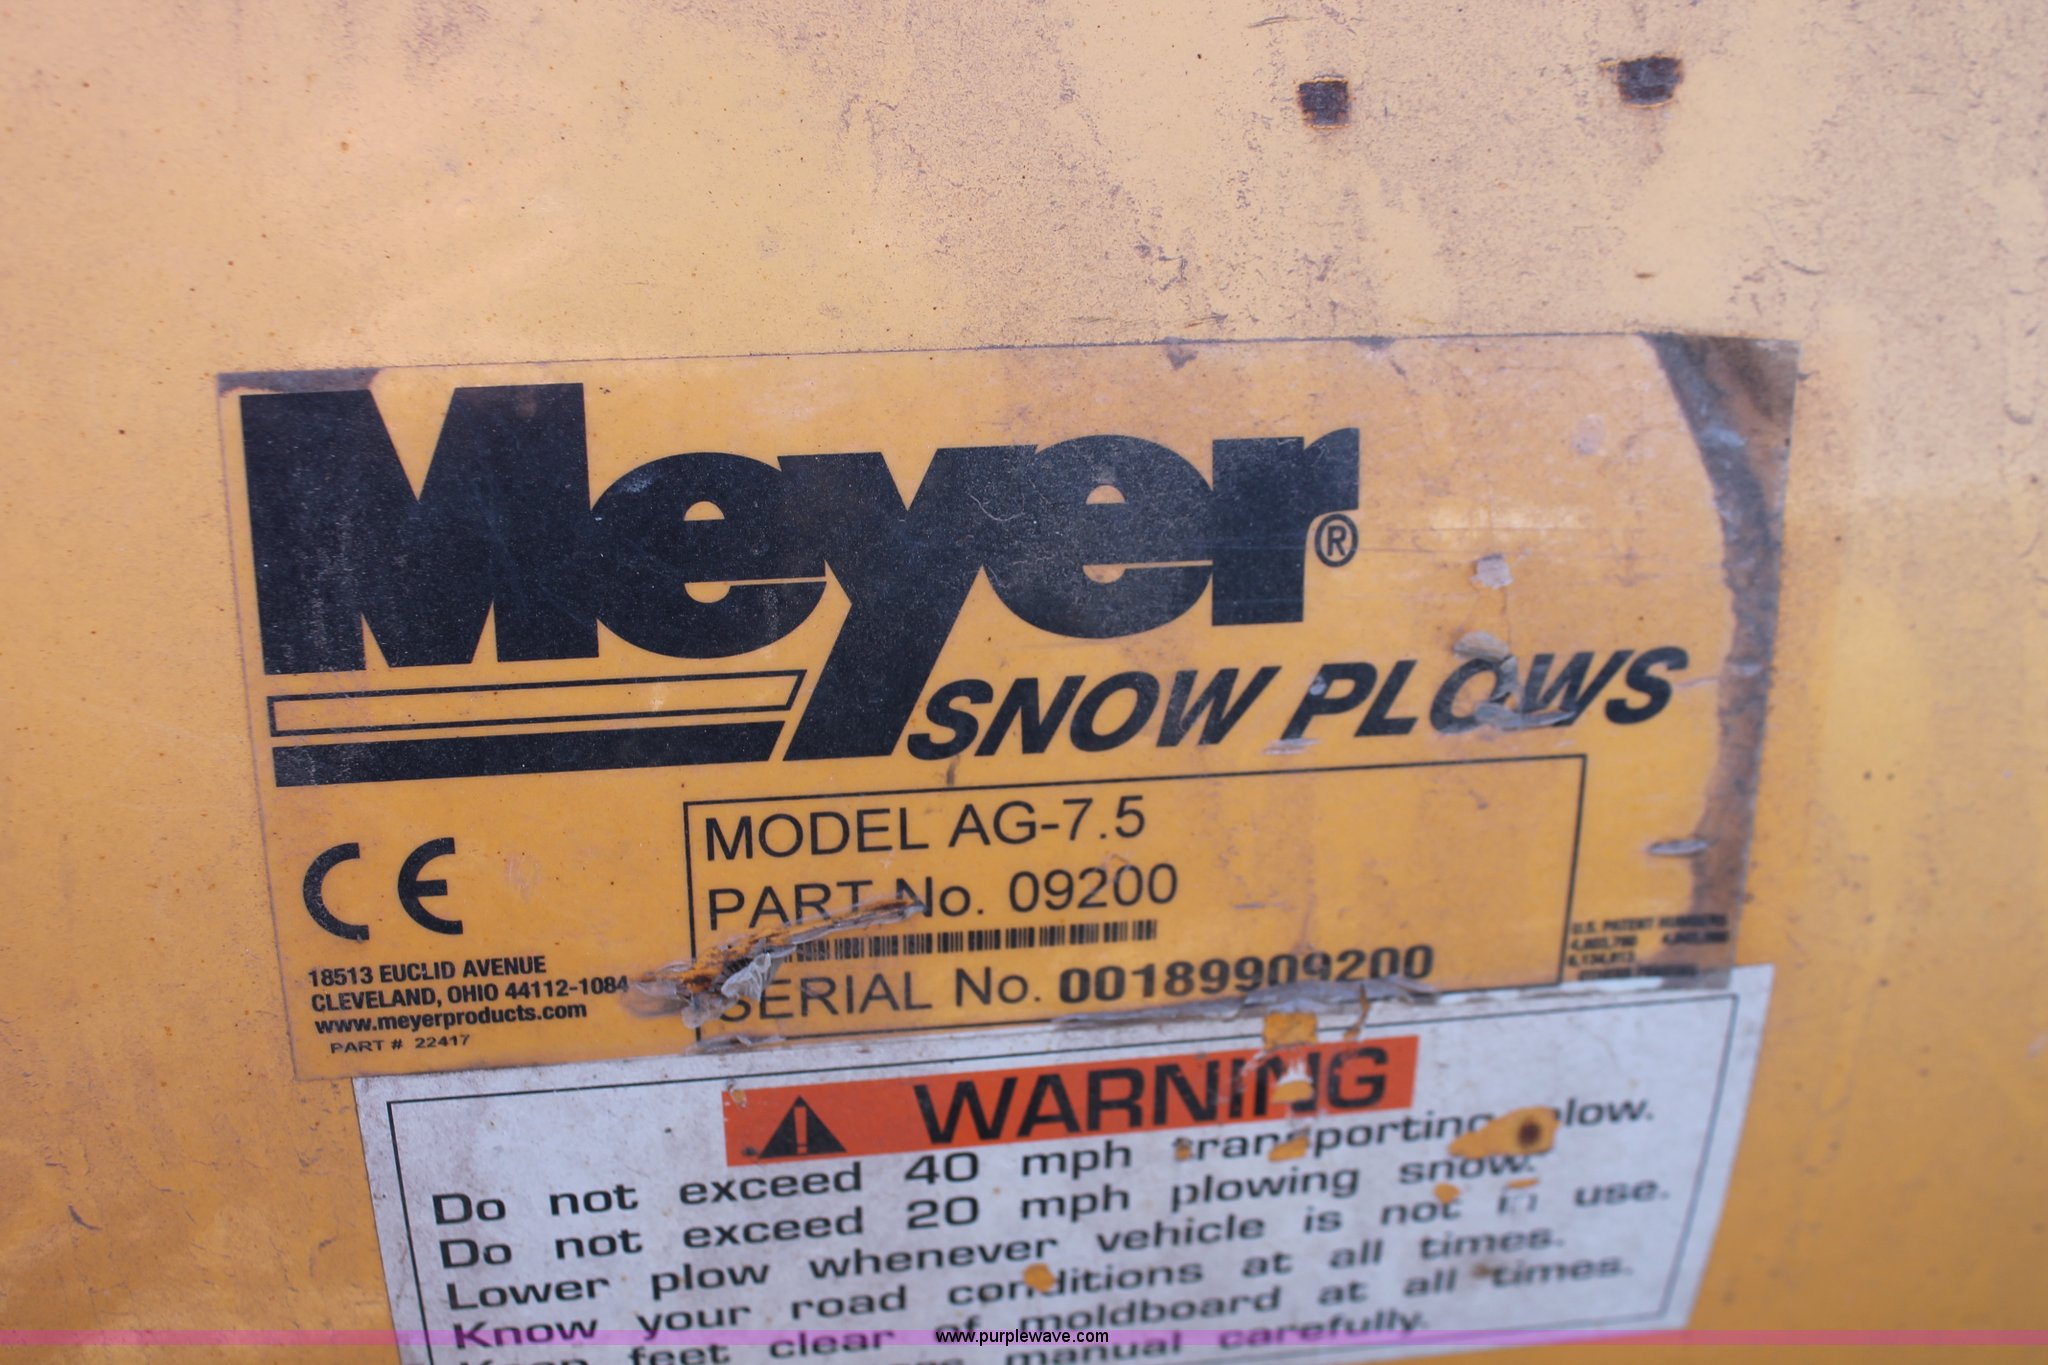 Meyer®
SNOW PLOWS
CE
MODEL AG-7.5
PART No. 09200
SERIAL No. 00189909200
18513 EUCLID AVENUE
CLEVELAND, OHIO 44112-1084
www.meyerproducts.com
PART # 22417
U.S. PATENT NUMBERS
WARNING
Do not exceed 40 mph transporting plow.
Do not exceed 20 mph plowing snow.
Lower plow whenever vehicle is not in use.
Know your road conditions at all times.
Keep feet clear of moldboard at all times.
manual carefully.
www.purplewave.com